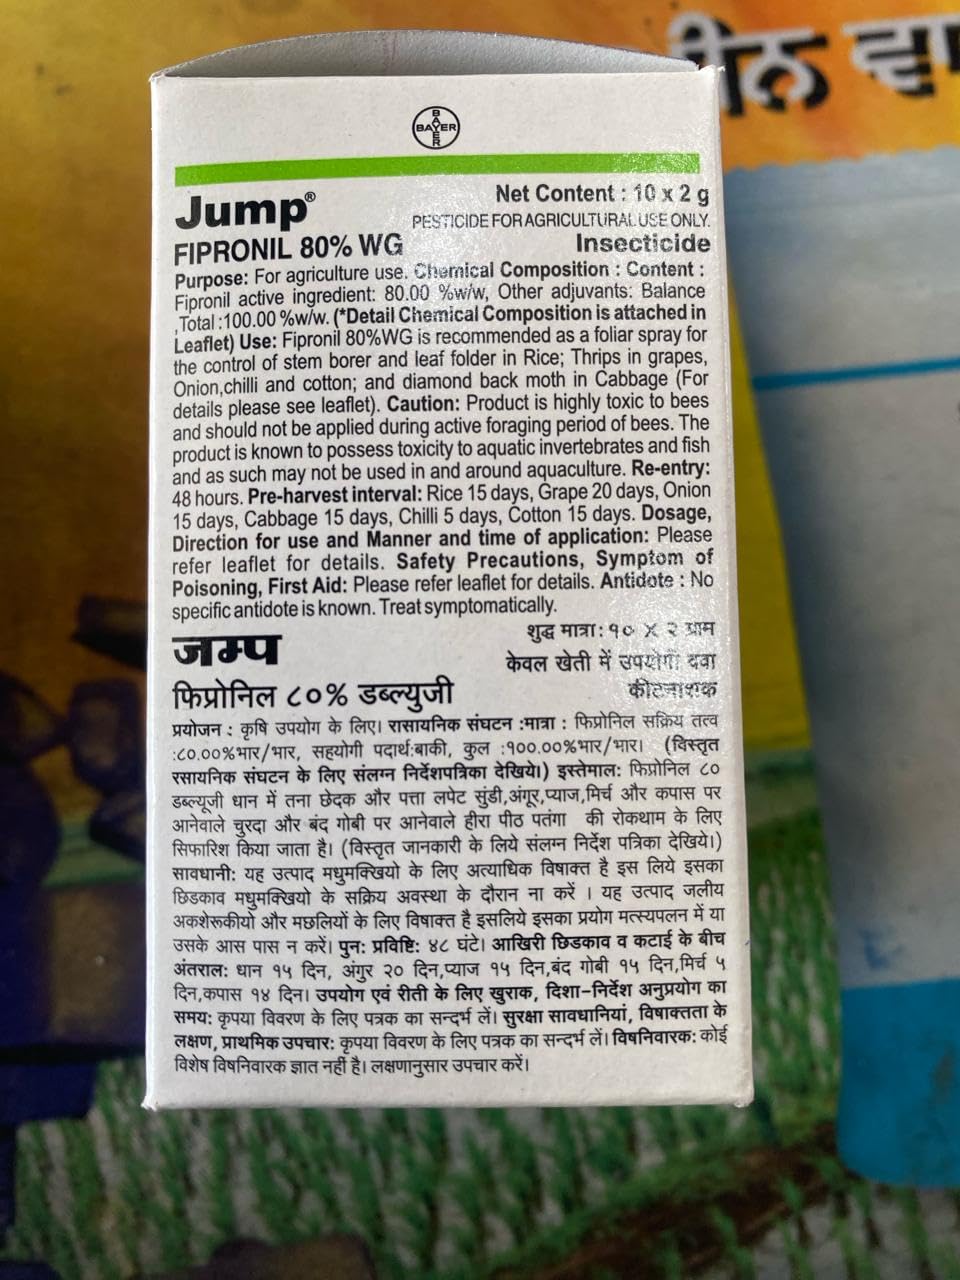 ੀਨ ਵਾ
BAYER
BAYER
Jump®
Net Content : 10 x 2 g
PESTICIDE FOR AGRICULTURAL USE ONLY.
FIPRONIL 80% WG
Insecticide
Purpose: For agriculture use. Chemical Composition : Content :
Fipronil active ingredient: 80.00 %w/w, Other adjuvants: Balance
,Total :100.00 %w/w. (*Detail Chemical Composition is attached in
Leaflet) Use: Fipronil 80%WG is recommended as a foliar spray for
the control of stem borer and leaf folder in Rice; Thrips in grapes,
Onion,chilli and cotton; and diamond back moth in Cabbage (For
details please see leaflet). Caution: Product is highly toxic to bees
and should not be applied during active foraging period of bees. The
product is known to possess toxicity to aquatic invertebrates and fish
and as such may not be used in and around aquaculture. Re-entry:
48 hours. Pre-harvest interval: Rice 15 days, Grape 20 days, Onion
15 days, Cabbage 15 days, Chilli 5 days, Cotton 15 days. Dosage,
Direction for use and Manner and time of application: Please
refer leaflet for details. Safety Precautions, Symptom of
Poisoning, First Aid: Please refer leaflet for details. Antidote : No
specific antidote is known. Treat symptomatically.
जम्प
शुद्ध मात्रा: १० X २ ग्राम
केवल खेती में उपयोगी दवा
फिप्रोनिल ८०% डब्ल्युजी
कीटनाशक
प्रयोजन : कृषि उपयोग के लिए। रासायनिक संघटन :मात्रा : फिप्रोनिल सक्रिय तत्व
:८०.००%भार/भार, सहयोगी पदार्थ:बाकी, कुल :१००.००%भार/भार। (विस्तृत
रसायनिक संघटन के लिए संलग्न निर्देशपत्रिका देखिये।) इस्तेमाल: फिप्रोनिल ८०
डब्ल्यूजी धान में तना छेदक और पत्ता लपेट सुंडी,अंगूर,प्याज,मिर्च और कपास पर
आनेवाले चुरदा और बंद गोबी पर आनेवाले हीरा पीठ पतंगा की रोकथाम के लिए
सिफारिश किया जाता है। (विस्तृत जानकारी के लिये संलग्न निर्देश पत्रिका देखिये।)
सावधानी: यह उत्पाद मधुमक्खियो के लिए अत्याधिक विषाक्त है इस लिये इसका
छिडकाव मधुमक्खियो के सक्रिय अवस्था के दौरान ना करें । यह उत्पाद जलीय
अकशेरूकीयो और मछलियों के लिए विषाक्त है इसलिये इसका प्रयोग मत्स्यपलन में या
उसके आस पास न करें। पुन: प्रविष्टि: ४८ घंटे। आखिरी छिडकाव व कटाई के बीच
अंतराल: धान १५ दिन, अंगुर २० दिन,प्याज १५ दिन,बंद गोबी १५ दिन,मिर्च ५
दिन,कपास १४ दिन। उपयोग एवं रीती के लिए खुराक, दिशा-निर्देश अनुप्रयोग का
समय: कृपया विवरण के लिए पत्रक का सन्दर्भ लें। सुरक्षा सावधानियां, विषाक्तता के
लक्षण, प्राथमिक उपचार: कृपया विवरण के लिए पत्रक का सन्दर्भ लें। विषनिवारक: कोई
विशेष विषनिवारक ज्ञात नहीं है। लक्षणानुसार उपचार करें।